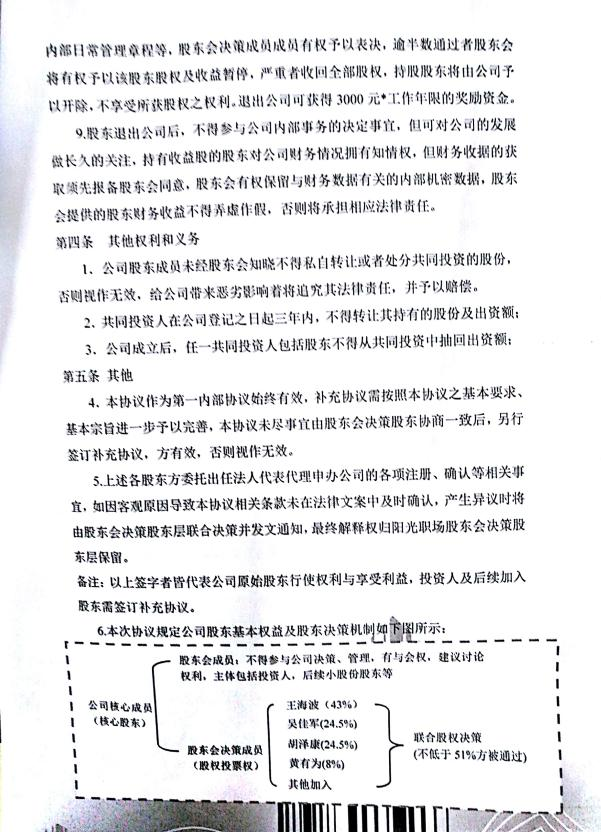 内部日常管理章程等，股东会决策成员成员有权予以表决，逾半数通过者股东会
将有权予以该股东股权及收益暂停，严重者收回全部股权，持股股东将由公司予
以开除，不享受所获股权之权利。退出公司可获得 3000 元*工作年限的奖励资金。
9.股东退出公司后，不得参与公司内部事务的决定事宜，但可对公司的发展
做长久的关注，持有收益股的股东对公司财务情况拥有知情权，但财务收据的获
取须先报备股东会同意，股东会有权保留与财务数据有关的内部机密数据，股东
会提供的股东财务收益不得弄虚作假，否则将承担相应法律责任。
第四条 其他权利和义务
1、公司股东成员未经股东会知晓不得私自转让或者处分共同投资的股份，
否则视作无效，给公司带来恶劣影响着将追究其法律责任，并予以赔偿。
2、共同投资人在公司登记之日起三年内，不得转让其持有的股份及出资额；
3、公司成立后，任一共同投资人包括股东不得从共同投资中抽回出资额；
第五条 其他
4、本协议作为第一内部协议始终有效，补充协议需按照本协议之基本要求、
基本宗旨进一步予以完善，本协议未尽事宜由股东会决策股东协商一致后，另行
签订补充协议，方有效，否则视作无效。
5.上述各股东方委托出任法人代表代理申办公司的各项注册、确认等相关事
宜，如因客观原因导致本协议相关条款未在法律文案中及时确认，产生异议时将
由股东会决策股东层联合决策并发文通知，最终解释权归阳光职场股东会决策股
东层保留。
备注：以上签字者皆代表公司原始股东行使权利与享受利益，投资人及后续加入
股东需签订补充协议。
6.本次协议规定公司股东基本权益及股东决策机制如下图所示：
股东会成员：不得参与公司决策、管理，有与会权，建议讨论
权利，主体包括投资人，后续小股份股东等
公司核心成员
（核心股东）
股东会决策成员
（股权投票权）
王海波（43%）
吴佳军(24.5%)
胡泽康(24.5%)
黄有为(8%)
其他加入
联合股权决策
(不低于 51%方被通过)